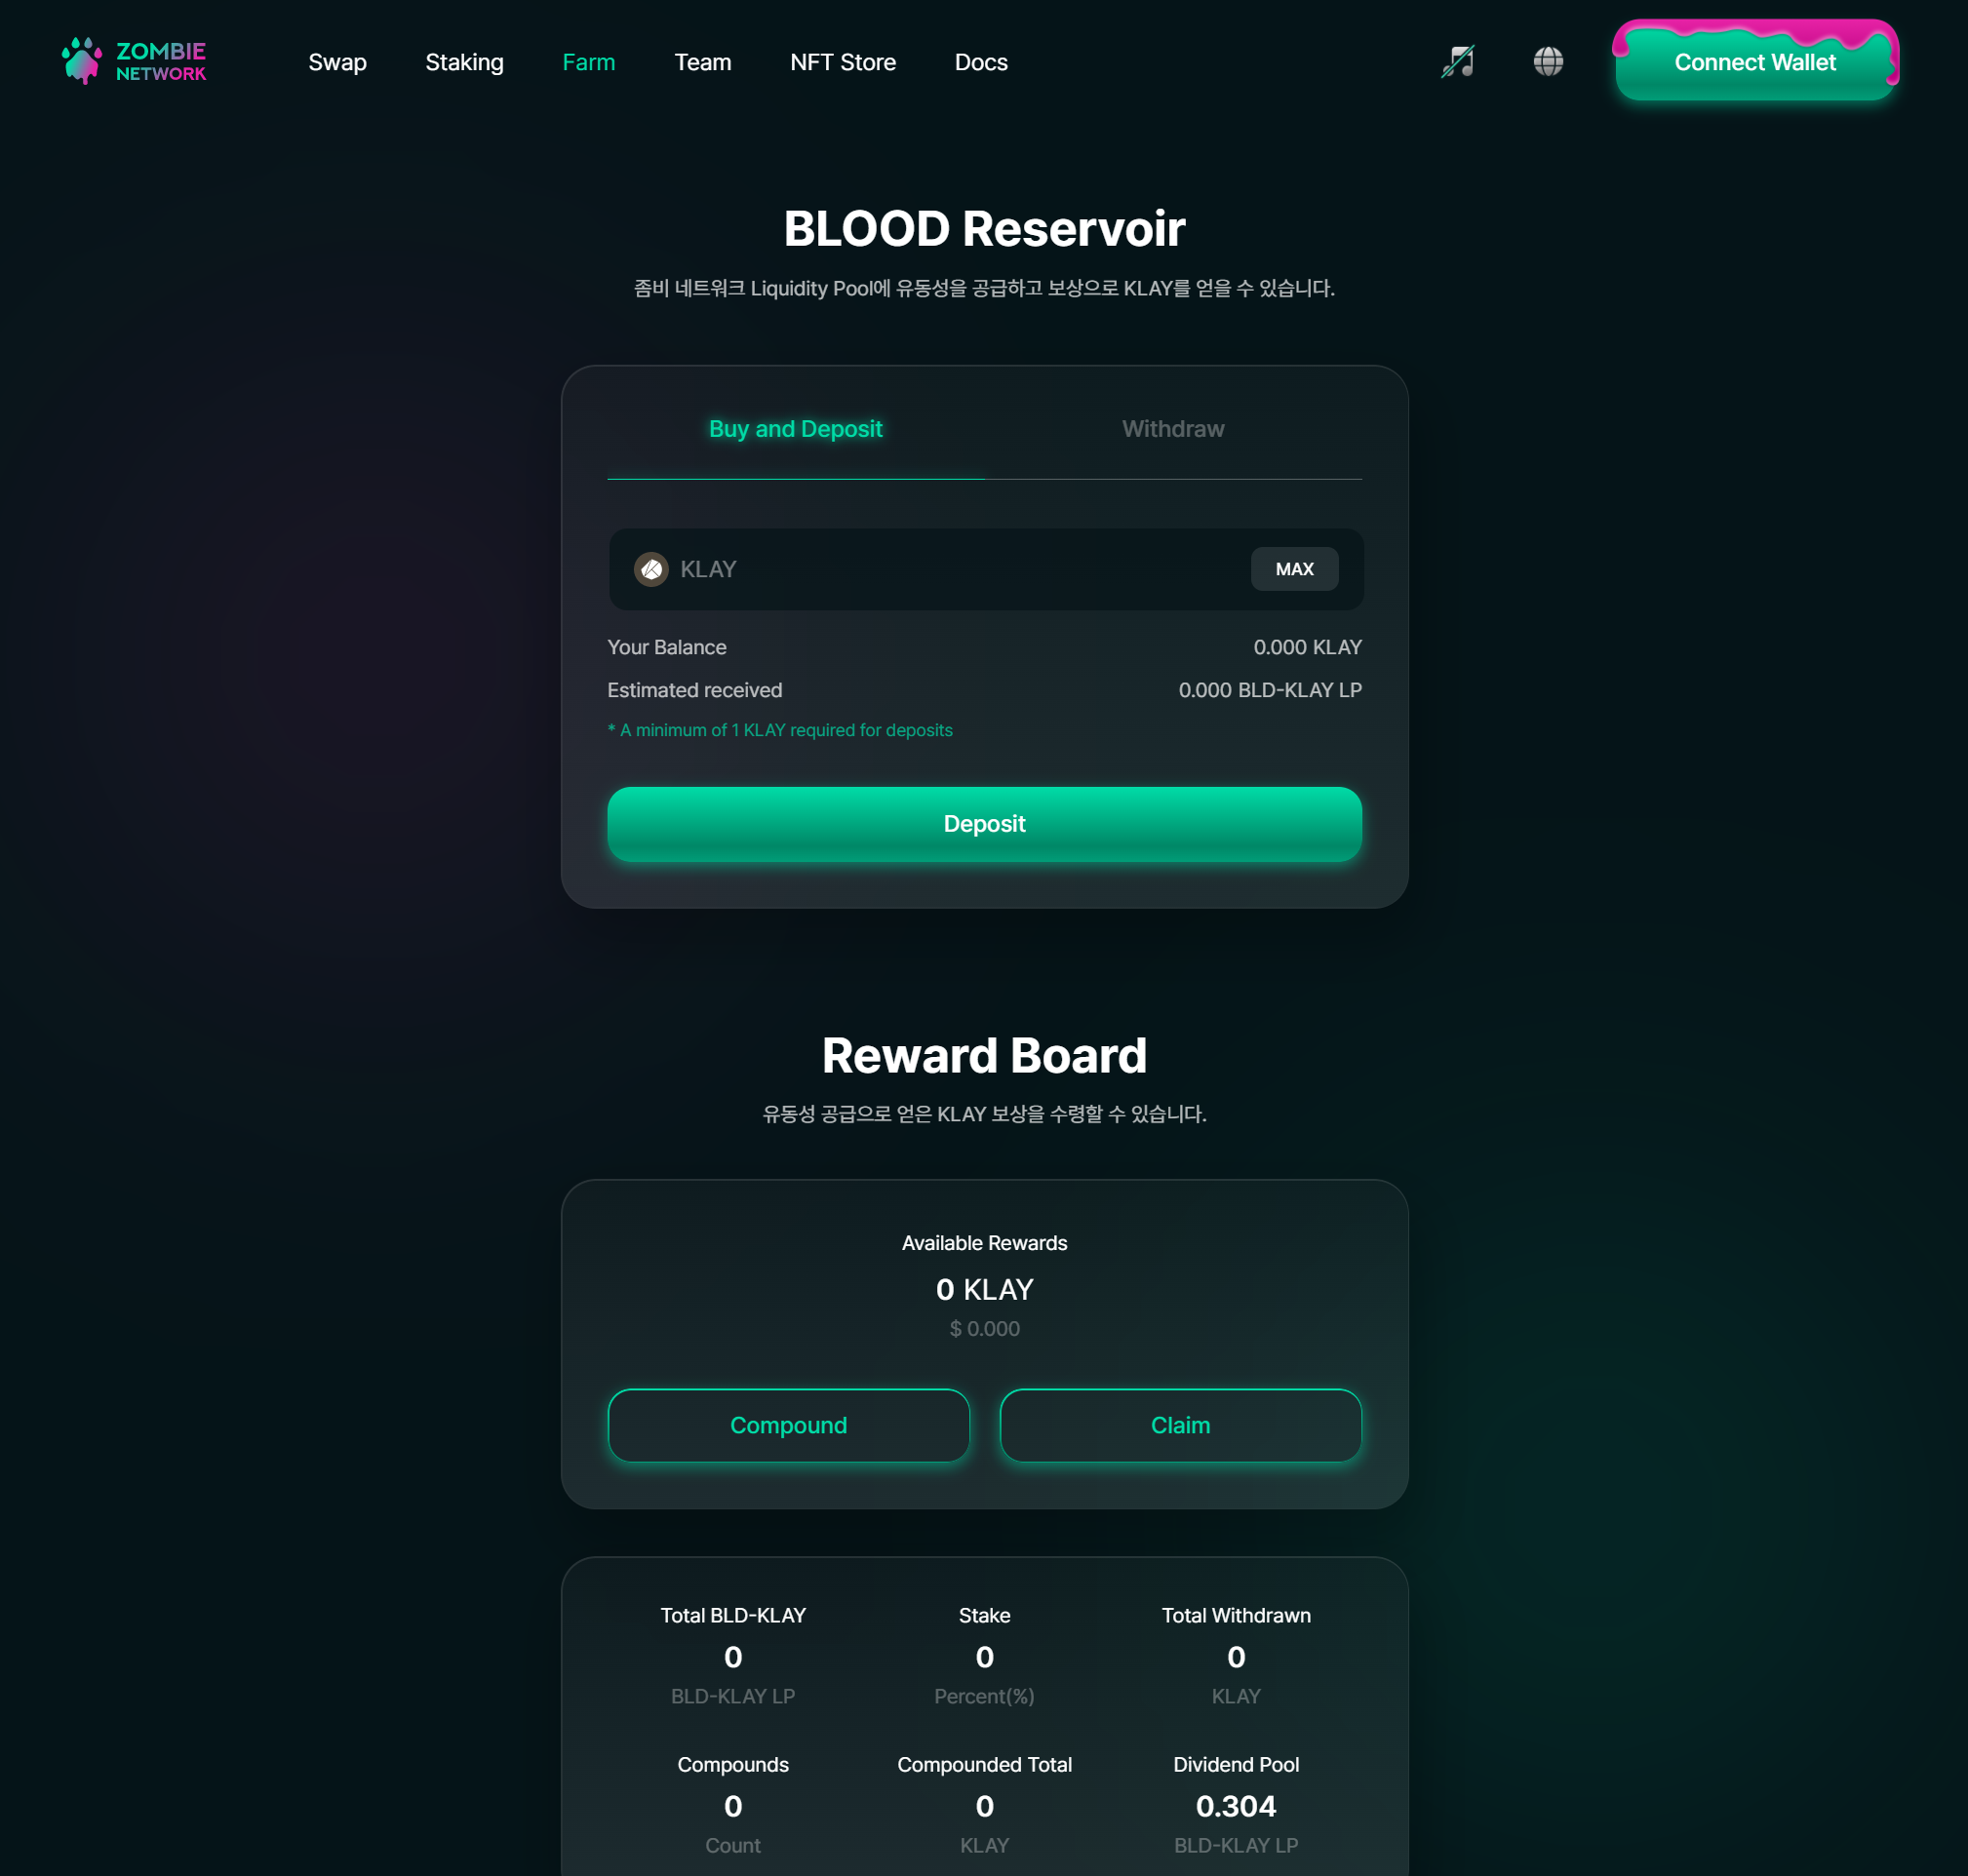 ZOMBIE
NETWORK
Swap
Staking
Farm
Team
NFT Store
Docs
Connect Wallet
BLOOD Reservoir
좀비 네트워크 Liquidity Pool에 유동성을 공급하고 보상으로 KLAY를 얻을 수 있습니다.
Buy and Deposit
Withdraw
KLAY
MAX
Your Balance
0.000 KLAY
Estimated received
0.000 BLD-KLAY LP
* A minimum of 1 KLAY required for deposits
Deposit
Reward Board
유동성 공급으로 얻은 KLAY 보상을 수령할 수 있습니다.
Available Rewards
0 KLAY
$ 0.000
Compound
Claim
Total BLD-KLAY
0
BLD-KLAY LP
Stake
0
Percent(%)
Total Withdrawn
0
KLAY
Compounds
0
Count
Compounded Total
0
KLAY
Dividend Pool
0.304
BLD-KLAY LP